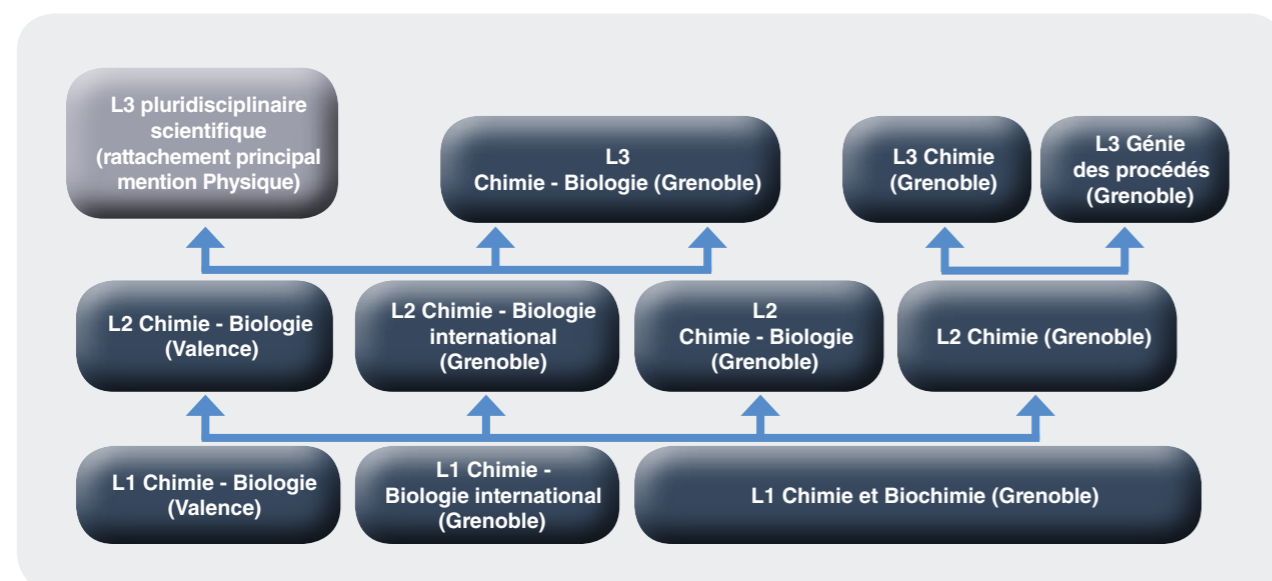 L3 pluridisciplinaire
scientifique
(rattachement principal
mention Physique)
L3
Chimie - Biologie (Grenoble)
L3 Chimie
(Grenoble)
L3 Génie
des procédés
(Grenoble)
L2 Chimie - Biologie
(Valence)
L2 Chimie - Biologie
international
(Grenoble)
L2
Chimie - Biologie
(Grenoble)
L2 Chimie (Grenoble)
L1 Chimie - Biologie
(Valence)
L1 Chimie -
Biologie international
(Grenoble)
L1 Chimie et Biochimie (Grenoble)